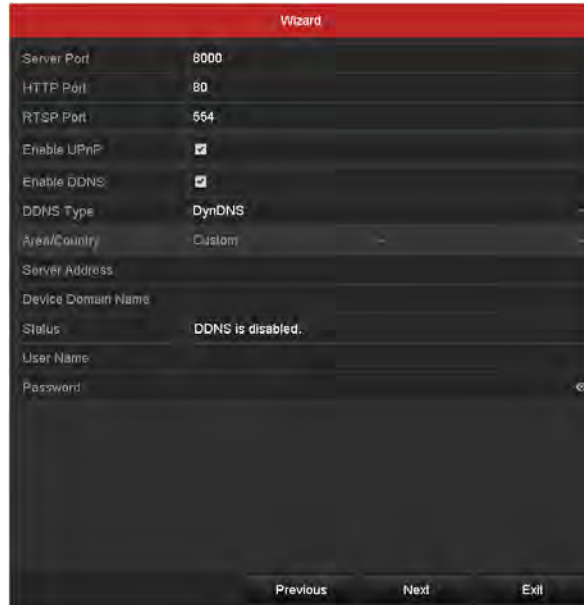 Wizard
Server Port 8000
HTTP Port 80
RTSP Port 554
Enable UPnP
Enable DDNS
DDNS Type DynDNS
Area/Country Custom
Server Address
Device Domain Name
Status DDNS is disabled.
User Name
Password
Previous Next Exit